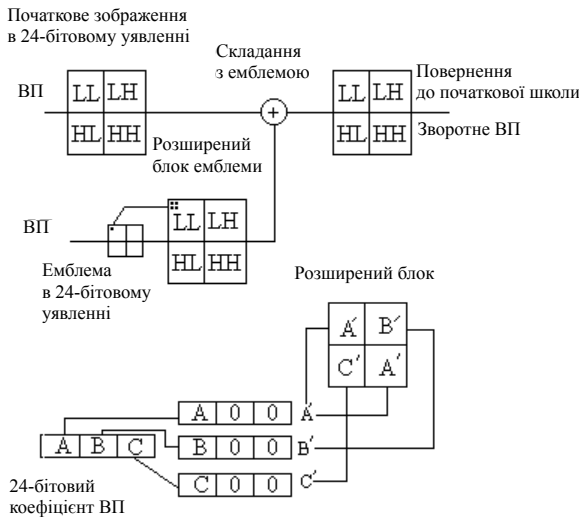 Початкове зображення
в 24-бітовому уявленні
Складання
з емблемою
Повернення
до початкової школи
ВП
LL LH
LL LH
Зворотне ВП
HL HH
HL HH
Розширений
блок емблеми
ВП
LL LH
HL HH
Емблема
в 24-бітовому
уявленні
Розширений блок
A′ B′
C′ A′
A 0 0 A′
A B C
B 0 0 B′
C 0 0 C′
24-бітовий
коефіцієнт ВП